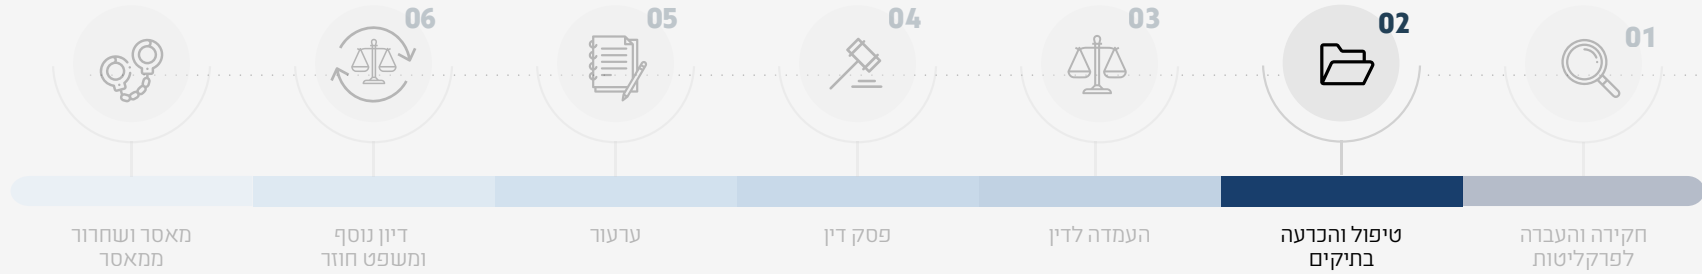 01
חקירה והעברה
לפרקליטות
02
טיפול והכרעה
בתיקים
03
העמדה לדין
04
פסק דין
05
ערעור
06
דיון נוסף
ומשפט חוזר
מאסר ושחרור
ממאסר